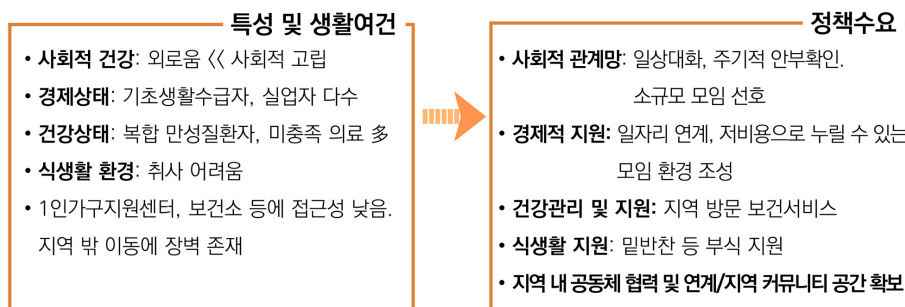 특성 및 생활여건
• 사회적 건강: 외로움 << 사회적 고립
• 경제상태: 기초생활수급자, 실업자 다수
• 건강상태: 복합 만성질환자, 미충족 의료 多
• 식생활 환경: 취사 어려움
• 1인가구지원센터, 보건소 등에 접근성 낮음.
지역 밖 이동에 장벽 존재
정책수요
• 사회적 관계망: 일상대화, 주기적 안부확인.
소규모 모임 선호
• 경제적 지원: 일자리 연계, 저비용으로 누릴 수 있는
모임 환경 조성
• 건강관리 및 지원: 지역 방문 보건서비스
• 식생활 지원: 밑반찬 등 부식 지원
• 지역 내 공동체 협력 및 연계/지역 커뮤니티 공간 확보